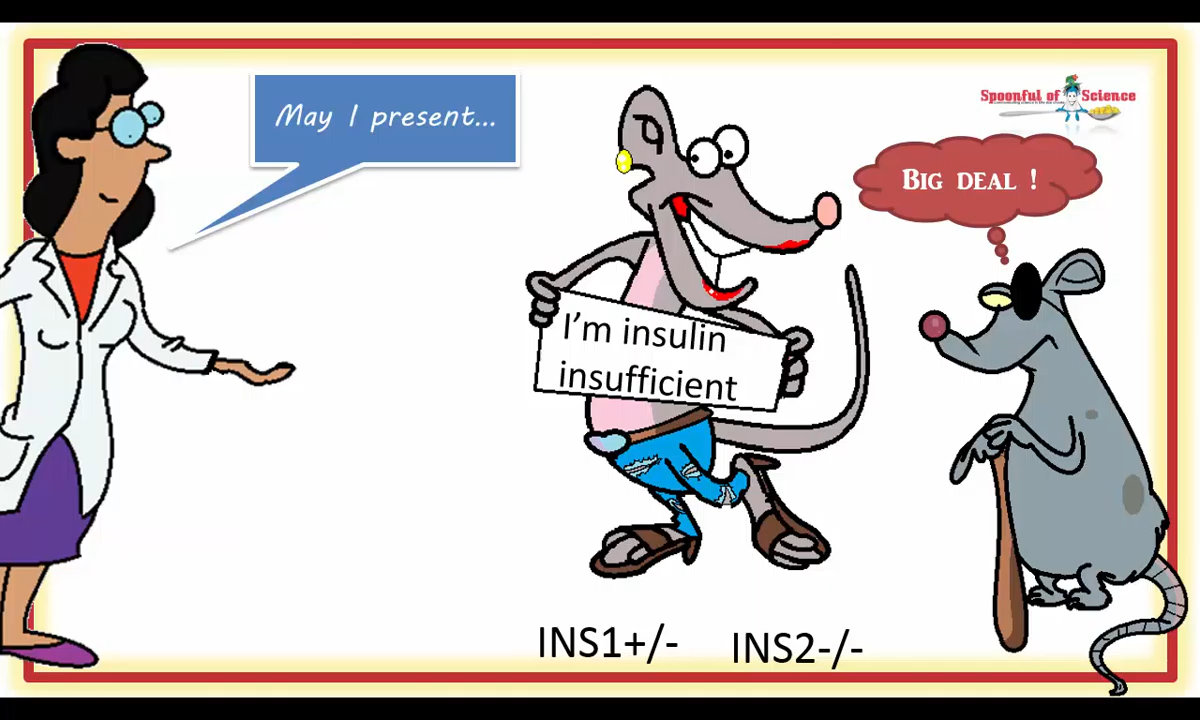 May I present...
Spoonful of Science
BIG DEAL !
I'm insulin
insufficient
INS1+/- INS2-/-